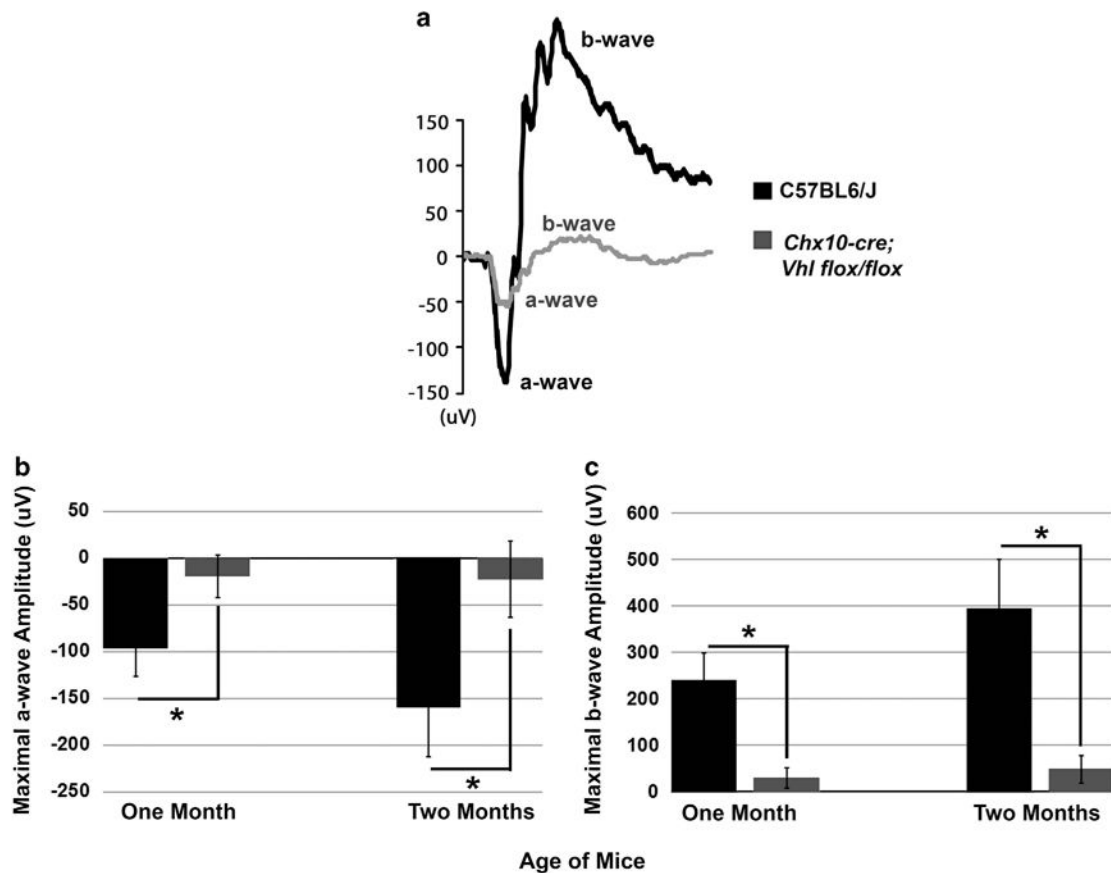 a
b-wave
150
100
50
0
-50
-100
-150
(uV)
b-wave
a-wave
a-wave
C57BL6/J
Chx10-cre;
Vhl flox/flox
b
Maximal a-wave Amplitude (uV)
50
0
-50
-100
-150
-200
-250
*
*
One Month
Two Months
c
Maximal b-wave Amplitude (uV)
600
500
400
300
200
100
0
*
*
One Month
Two Months
Age of Mice